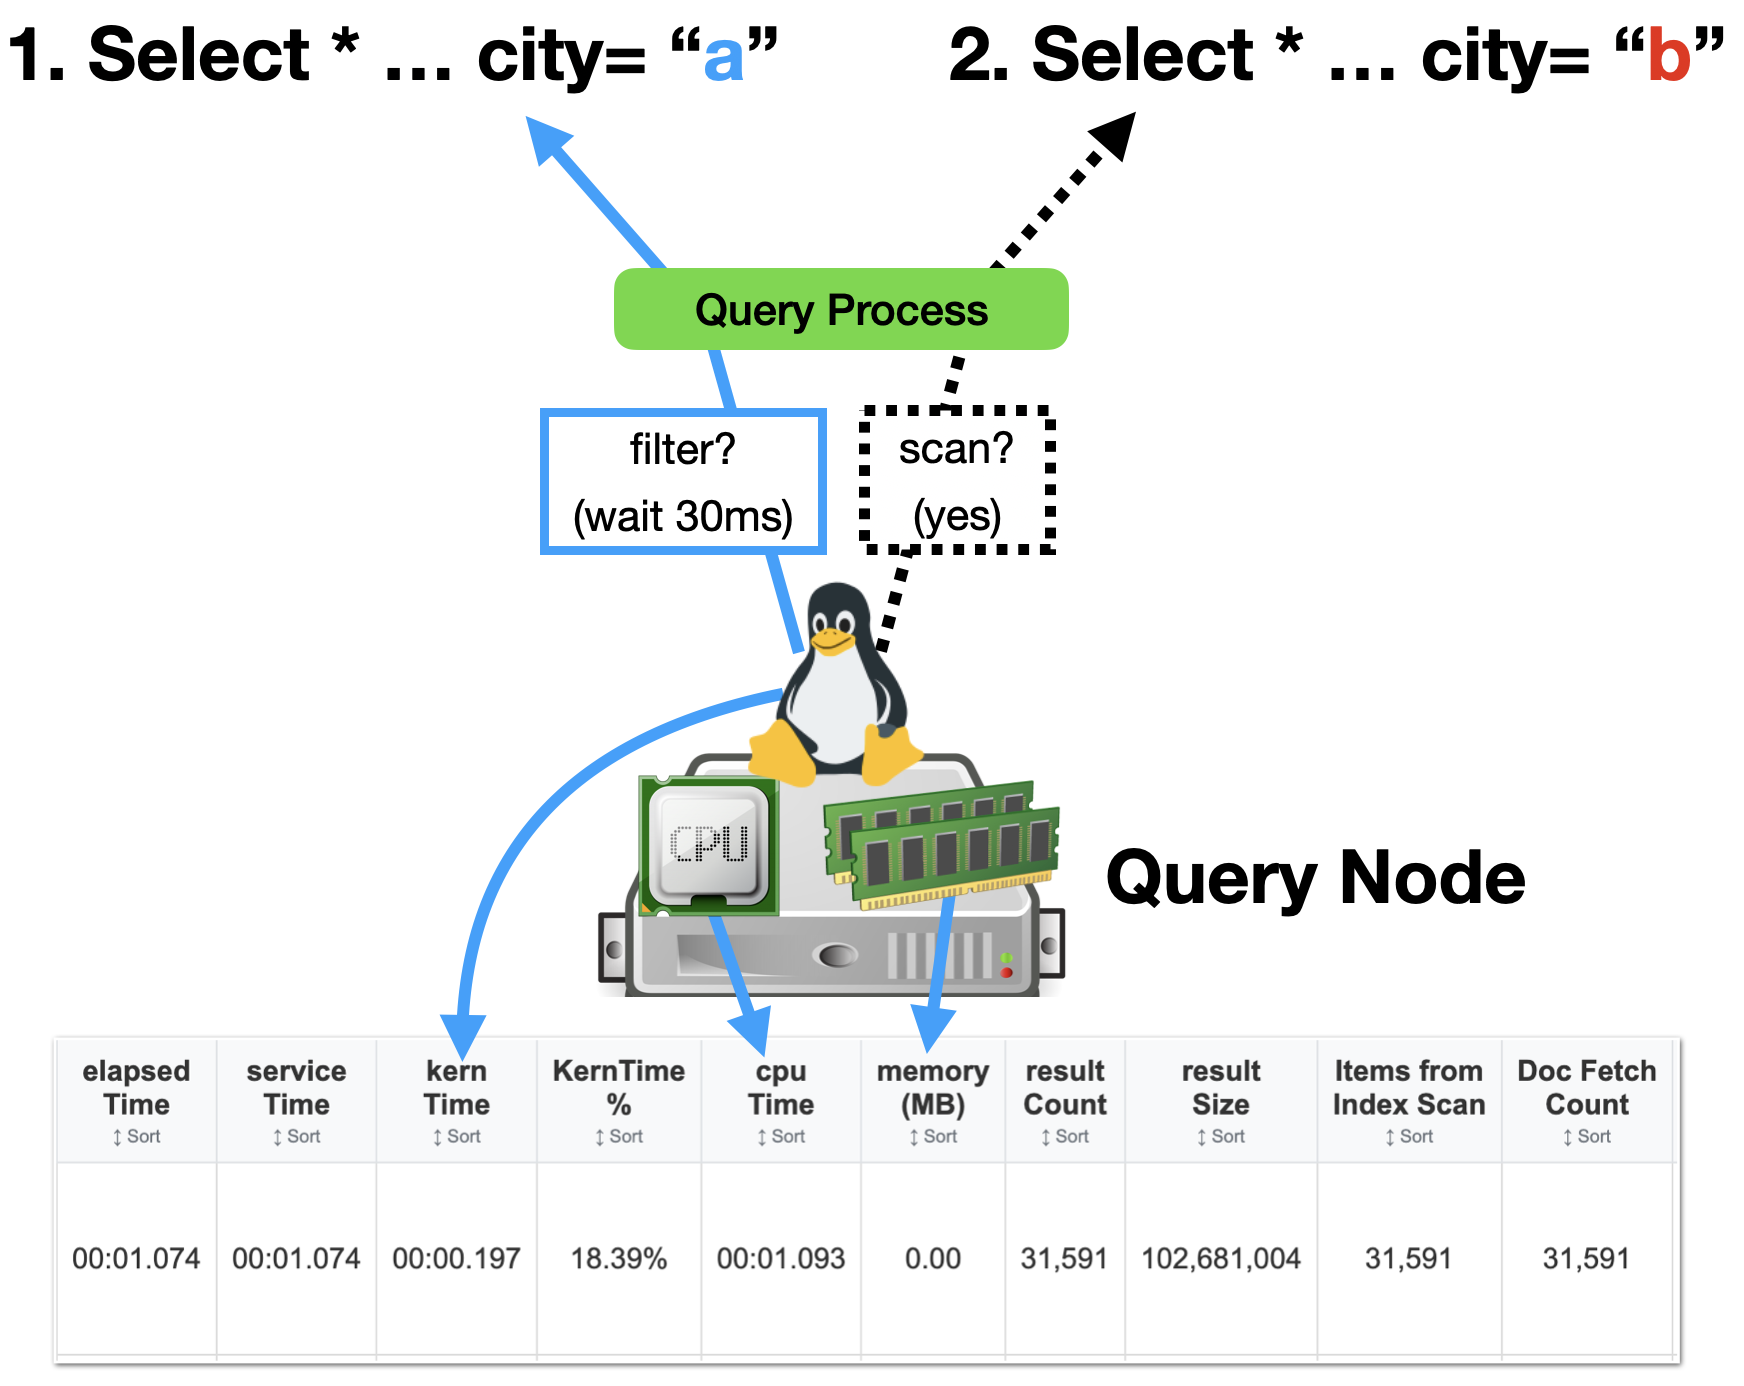 1. Select * ... city= “a”
2. Select * ... city= “b”
Query Process
filter?
(wait 30ms)
scan?
(yes)
CPU
Query Node
elapsed Time ↕ Sort
service Time ↕ Sort
kern Time ↕ Sort
KernTime % ↕ Sort
cpu Time ↕ Sort
memory (MB) ↕ Sort
result Count ↕ Sort
result Size ↕ Sort
Items from Index Scan ↕ Sort
Doc Fetch Count ↕ Sort
00:01.074 00:01.074 00:00.197 18.39% 00:01.093 0.00 31,591 102,681,004 31,591 31,591